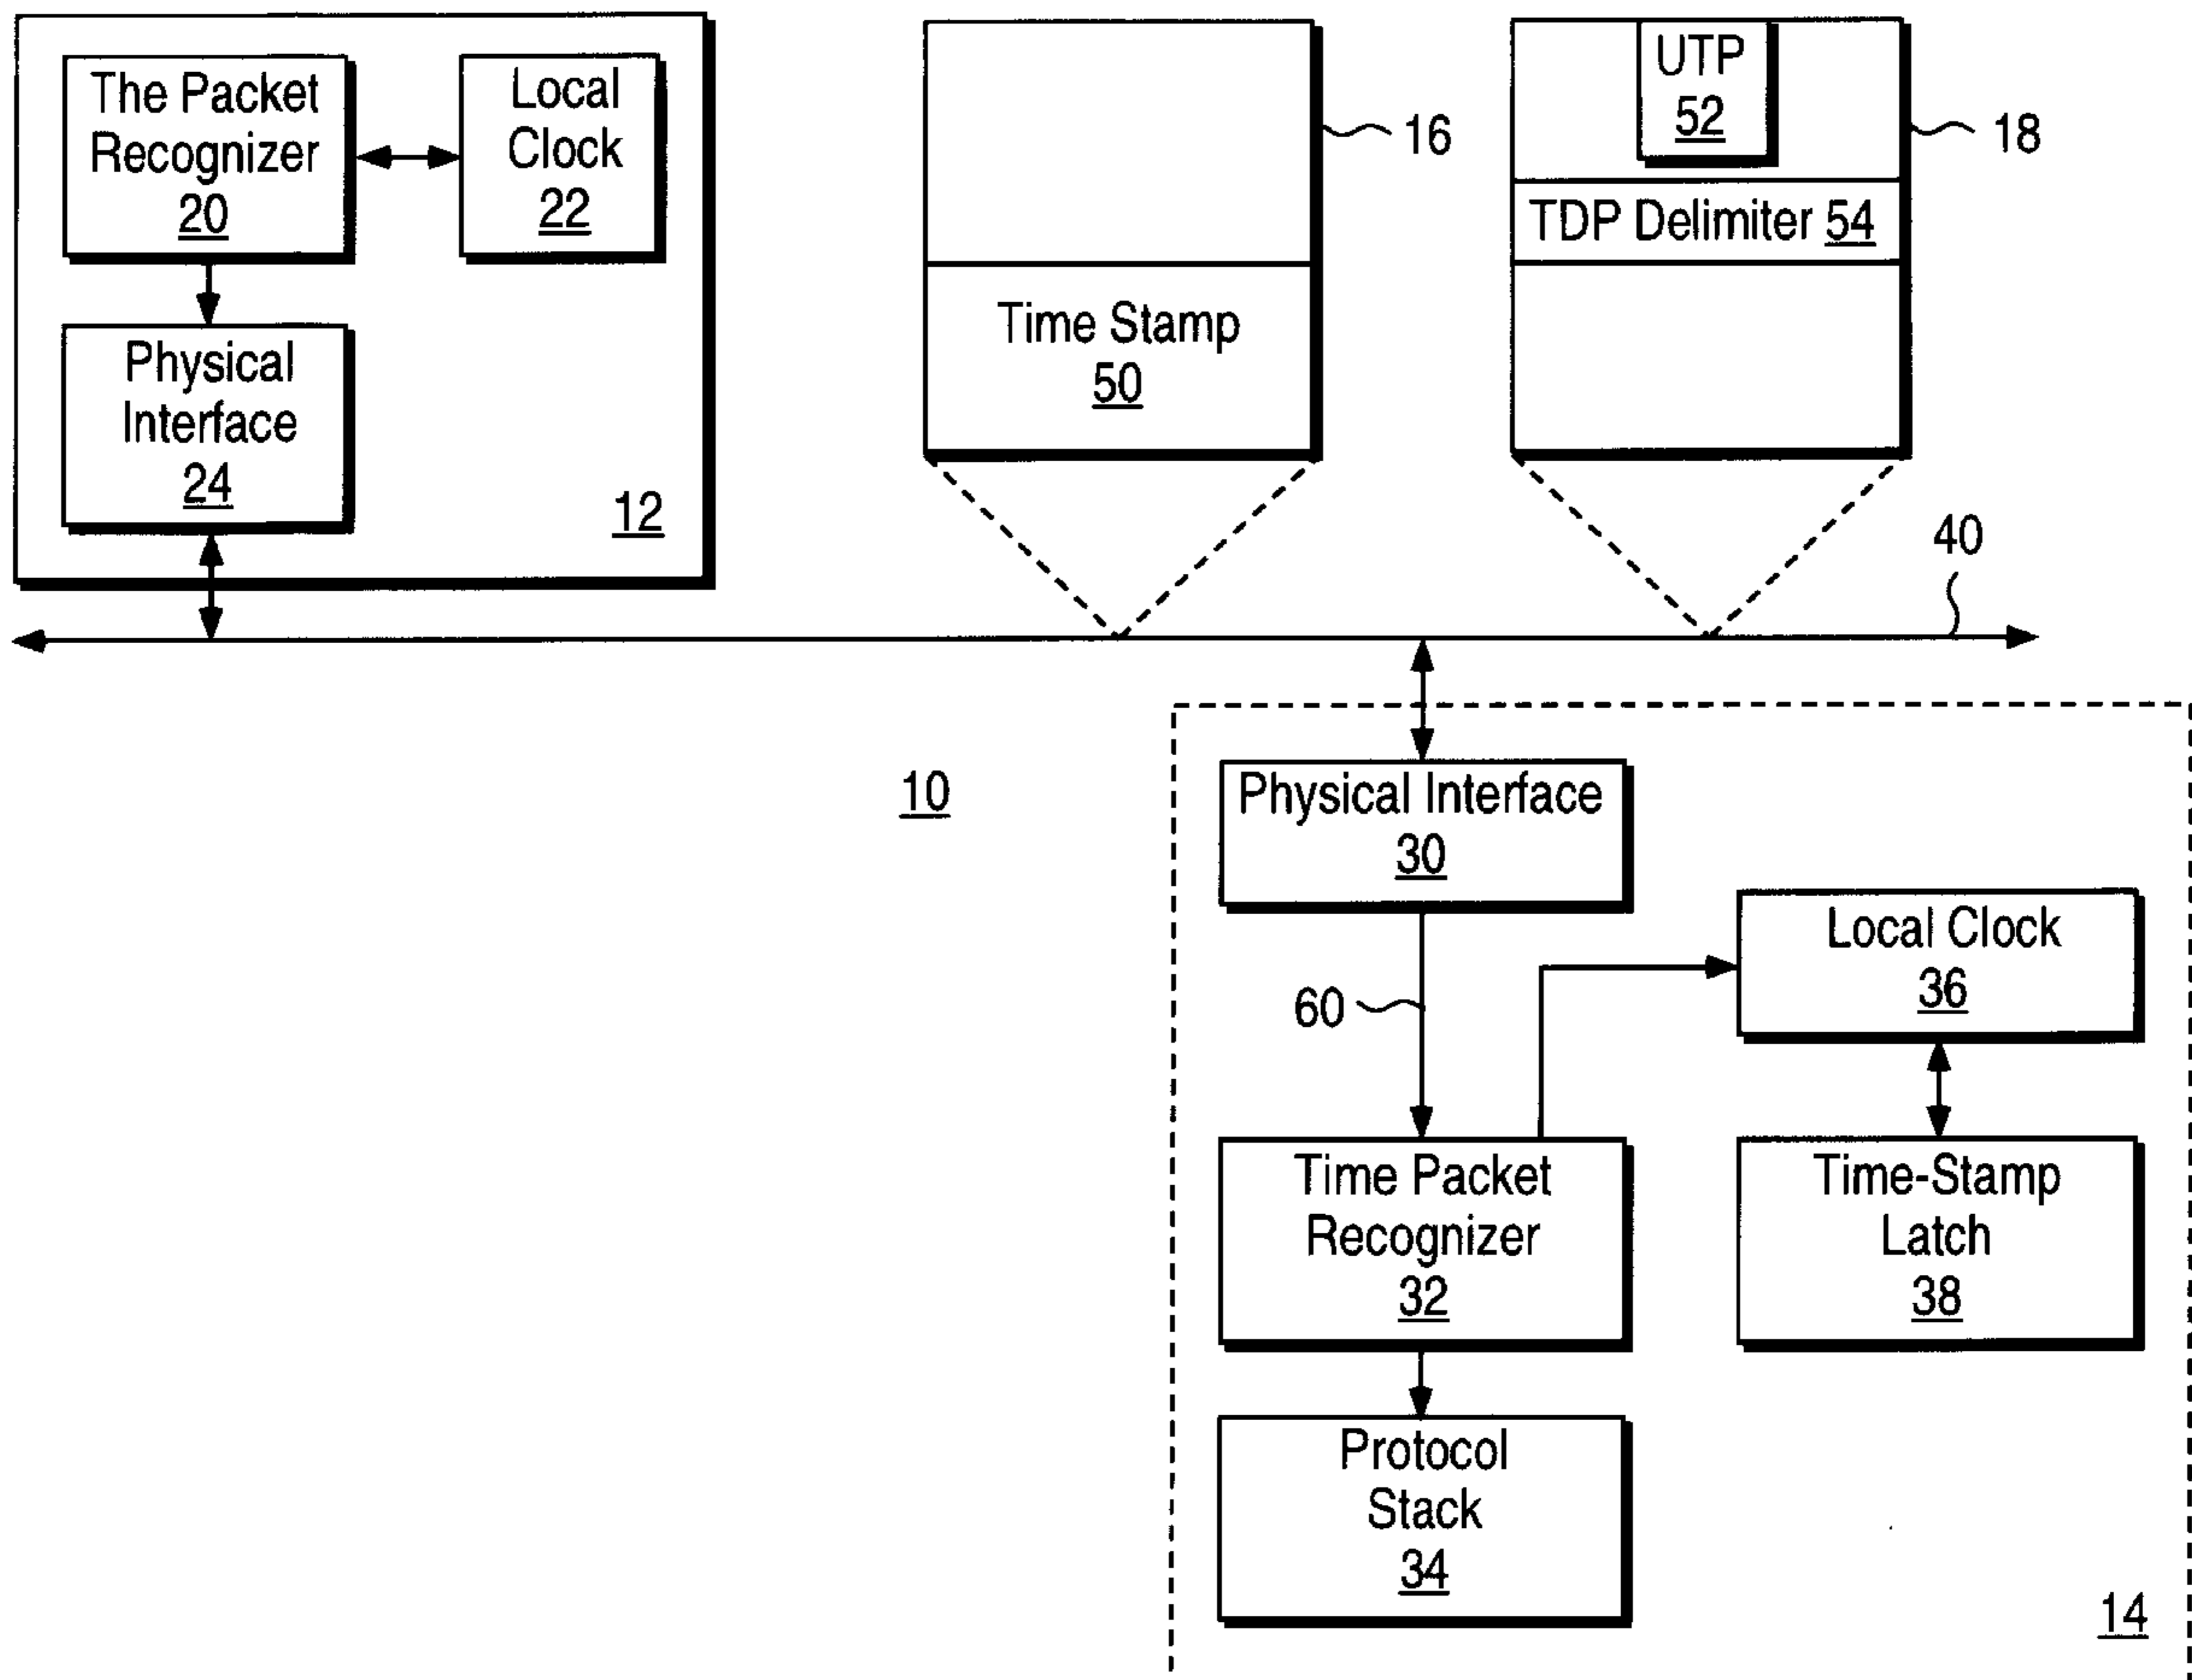 The Packet
Recognizer
20
Local
Clock
22
Physical
Interface
24
12
Time Stamp
50
16
UTP
52
TDP Delimiter 54
18
40
10
Physical Interface
30
60
Local Clock
36
Time Packet
Recognizer
32
Time-Stamp
Latch
38
Protocol
Stack
34
14